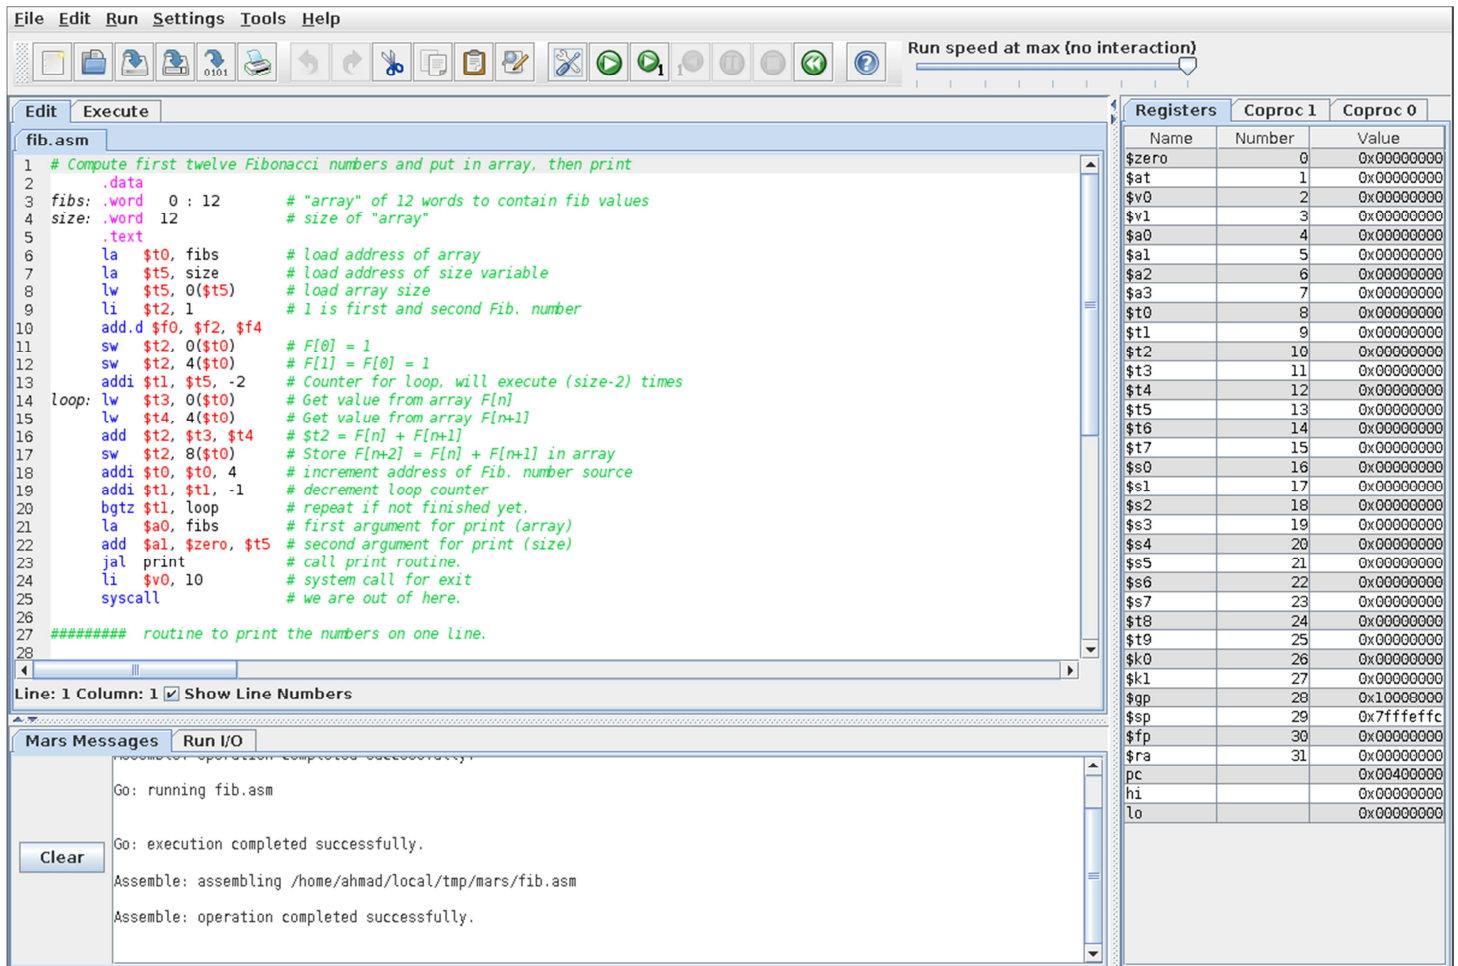 File Edit Run Settings Tools Help
Run speed at max (no interaction)
Edit Execute
fib.asm
1 # Compute first twelve Fibonacci numbers and put in array, then print
2 .data
3 fibs: .word 0 : 12 # "array" of 12 words to contain fib values
4 size: .word 12 # size of "array"
5 .text
6 la $t0, fibs # load address of array
7 la $t5, size # load address of size variable
8 lw $t5, 0($t5) # load array size
9 li $t2, 1 # 1 is first and second Fib. number
10 add.d $f0, $f2, $f4
11 sw $t2, 0($t0) # F[0] = 1
12 sw $t2, 4($t0) # F[1] = F[0] = 1
13 addi $t1, $t5, -2 # Counter for loop, will execute (size-2) times
14 loop: lw $t3, 0($t0) # Get value from array F[n]
15 lw $t4, 4($t0) # Get value from array F[n+1]
16 add $t2, $t3, $t4 # $t2 = F[n] + F[n+1]
17 sw $t2, 8($t0) # Store F[n+2] = F[n] + F[n+1] in array
18 addi $t0, $t0, 4 # increment address of Fib. number source
19 addi $t1, $t1, -1 # decrement loop counter
20 bgtz $t1, loop # repeat if not finished yet.
21 la $a0, fibs # first argument for print (array)
22 add $a1, $zero, $t5 # second argument for print (size)
23 jal print # call print routine.
24 li $v0, 10 # system call for exit
25 syscall # we are out of here.
26
27 ######### routine to print the numbers on one line.
28
Line: 1 Column: 1 Show Line Numbers
Mars Messages Run I/O
Assemble: operation completed successfully.
Go: running fib.asm
Go: execution completed successfully.
Assemble: assembling /home/ahmad/local/tmp/mars/fib.asm
Assemble: operation completed successfully.
Clear
Registers Coproc 1 Coproc 0
Name Number Value
$zero 0 0x00000000
$at 1 0x00000000
$v0 2 0x00000000
$v1 3 0x00000000
$a0 4 0x00000000
$a1 5 0x00000000
$a2 6 0x00000000
$a3 7 0x00000000
$t0 8 0x00000000
$t1 9 0x00000000
$t2 10 0x00000000
$t3 11 0x00000000
$t4 12 0x00000000
$t5 13 0x00000000
$t6 14 0x00000000
$t7 15 0x00000000
$s0 16 0x00000000
$s1 17 0x00000000
$s2 18 0x00000000
$s3 19 0x00000000
$s4 20 0x00000000
$s5 21 0x00000000
$s6 22 0x00000000
$s7 23 0x00000000
$t8 24 0x00000000
$t9 25 0x00000000
$k0 26 0x00000000
$k1 27 0x00000000
$gp 28 0x10008000
$sp 29 0x7fffeffc
$fp 30 0x00000000
$ra 31 0x00000000
pc 0x00400000
hi 0x00000000
lo 0x00000000